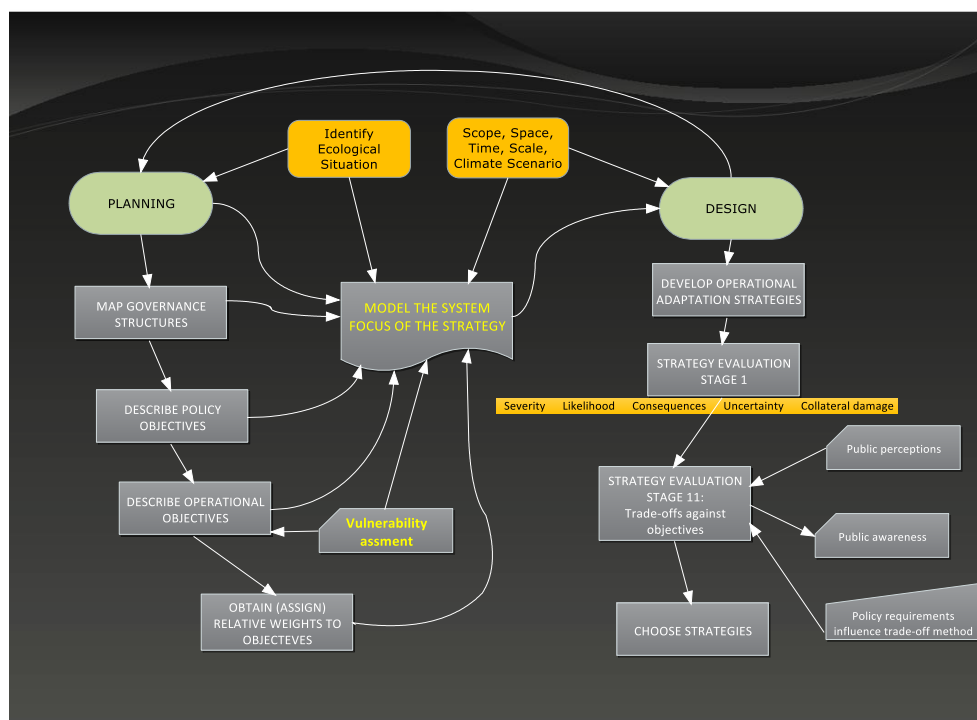 Identify
Ecological
Situation
Scope, Space,
Time, Scale,
Climate Scenario
PLANNING
DESIGN
MAP GOVERNANCE
STRUCTURES
MODEL THE SYSTEM
FOCUS OF THE STRATEGY
DEVELOP OPERATIONAL
ADAPTATION STRATEGIES
STRATEGY EVALUATION
STAGE 1
Severity Likelihood Consequences Uncertainty Collateral damage
DESCRIBE POLICY
OBJECTIVES
Public perceptions
DESCRIBE OPERATIONAL
OBJECTIVES
Vulnerability
assment
STRATEGY EVALUATION
STAGE 11:
Trade-offs against
objectives
Public awareness
OBTAIN (ASSIGN)
RELATIVE WEIGHTS TO
OBJECTEVES
CHOOSE STRATEGIES
Policy requirements
influence trade-off method